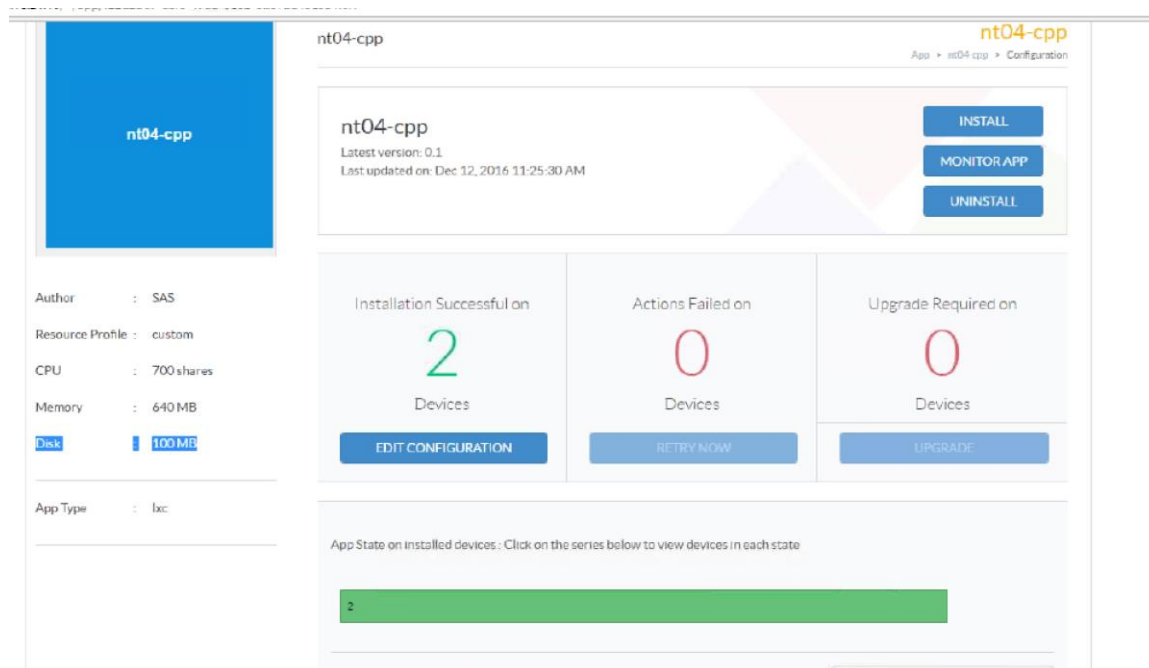 nt04-cpp
nt04-cpp
App > nt04-cpp > Configuration
nt04-cpp
nt04-cpp
Latest version: 0.1
Last updated on: Dec 12, 2016 11:25:30 AM
INSTALL
MONITOR APP
UNINSTALL
Author : SAS
Resource Profile : custom
CPU : 700 shares
Memory : 640 MB
Disk : 100 MB
App Type : lxc
Installation Successful on
2
Devices
EDIT CONFIGURATION
Actions Failed on
0
Devices
RETRY NOW
Upgrade Required on
0
Devices
UPGRADE
App State on installed devices : Click on the series below to view devices in each state
2